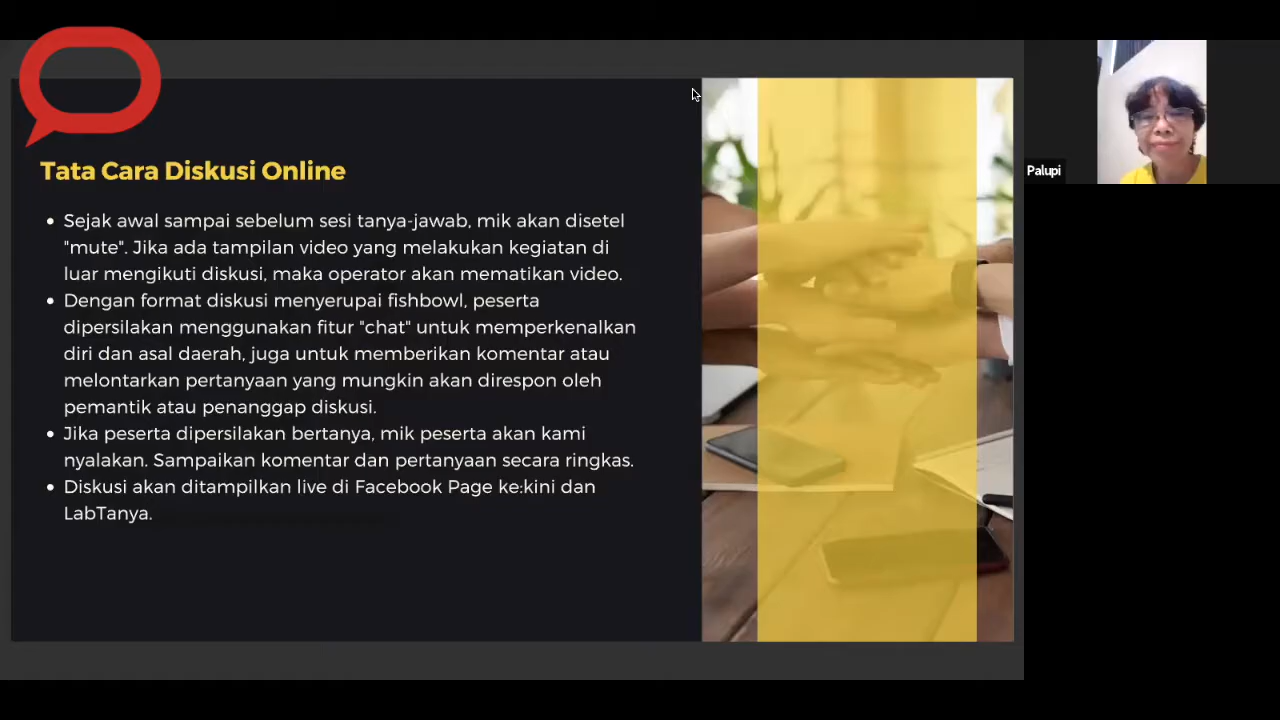 Tata Cara Diskusi Online
Sejak awal sampai sebelum sesi tanya-jawab, mik akan disetel
"mute". Jika ada tampilan video yang melakukan kegiatan di
luar mengikuti diskusi, maka operator akan mematikan video.
Dengan format diskusi menyerupai fishbowl, peserta
dipersilakan menggunakan fitur "chat" untuk memperkenalkan
diri dan asal daerah, juga untuk memberikan komentar atau
melontarkan pertanyaan yang mungkin akan direspon oleh
pemantik atau penanggap diskusi.
Jika peserta dipersilakan bertanya, mik peserta akan kami
nyalakan. Sampaikan komentar dan pertanyaan secara ringkas.
Diskusi akan ditampilkan live di Facebook Page ke:kini dan
LabTanya.
Palupi